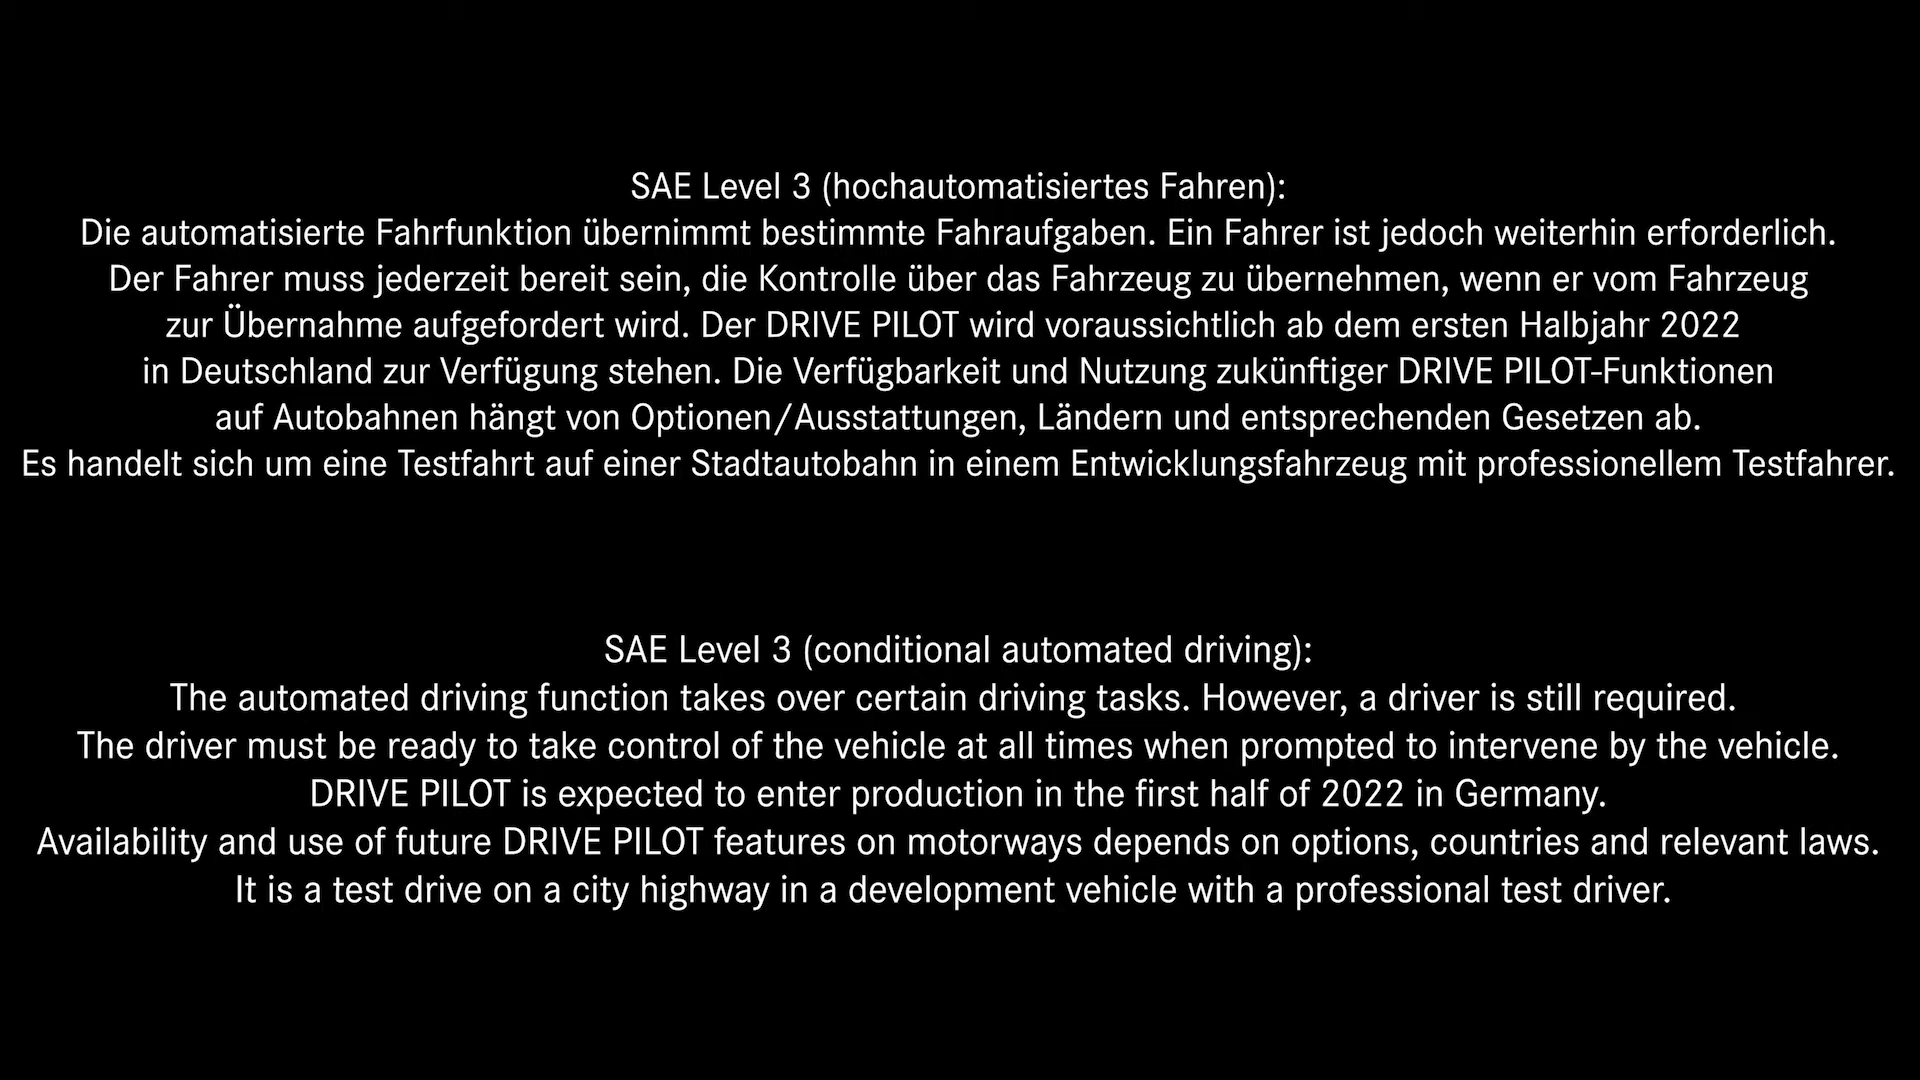 SAE Level 3 (hochautomatisiertes Fahren):
Die automatisierte Fahrfunktion übernimmt bestimmte Fahraufgaben. Ein Fahrer ist jedoch weiterhin erforderlich.
Der Fahrer muss jederzeit bereit sein, die Kontrolle über das Fahrzeug zu übernehmen, wenn er vom Fahrzeug
zur Übernahme aufgefordert wird. Der DRIVE PILOT wird voraussichtlich ab dem ersten Halbjahr 2022
in Deutschland zur Verfügung stehen. Die Verfügbarkeit und Nutzung zukünftiger DRIVE PILOT-Funktionen
auf Autobahnen hängt von Optionen/Ausstattungen, Ländern und entsprechenden Gesetzen ab.
Es handelt sich um eine Testfahrt auf einer Stadtautobahn in einem Entwicklungsfahrzeug mit professionellem Testfahrer.
SAE Level 3 (conditional automated driving):
The automated driving function takes over certain driving tasks. However, a driver is still required.
The driver must be ready to take control of the vehicle at all times when prompted to intervene by the vehicle.
DRIVE PILOT is expected to enter production in the first half of 2022 in Germany.
Availability and use of future DRIVE PILOT features on motorways depends on options, countries and relevant laws.
It is a test drive on a city highway in a development vehicle with a professional test driver.